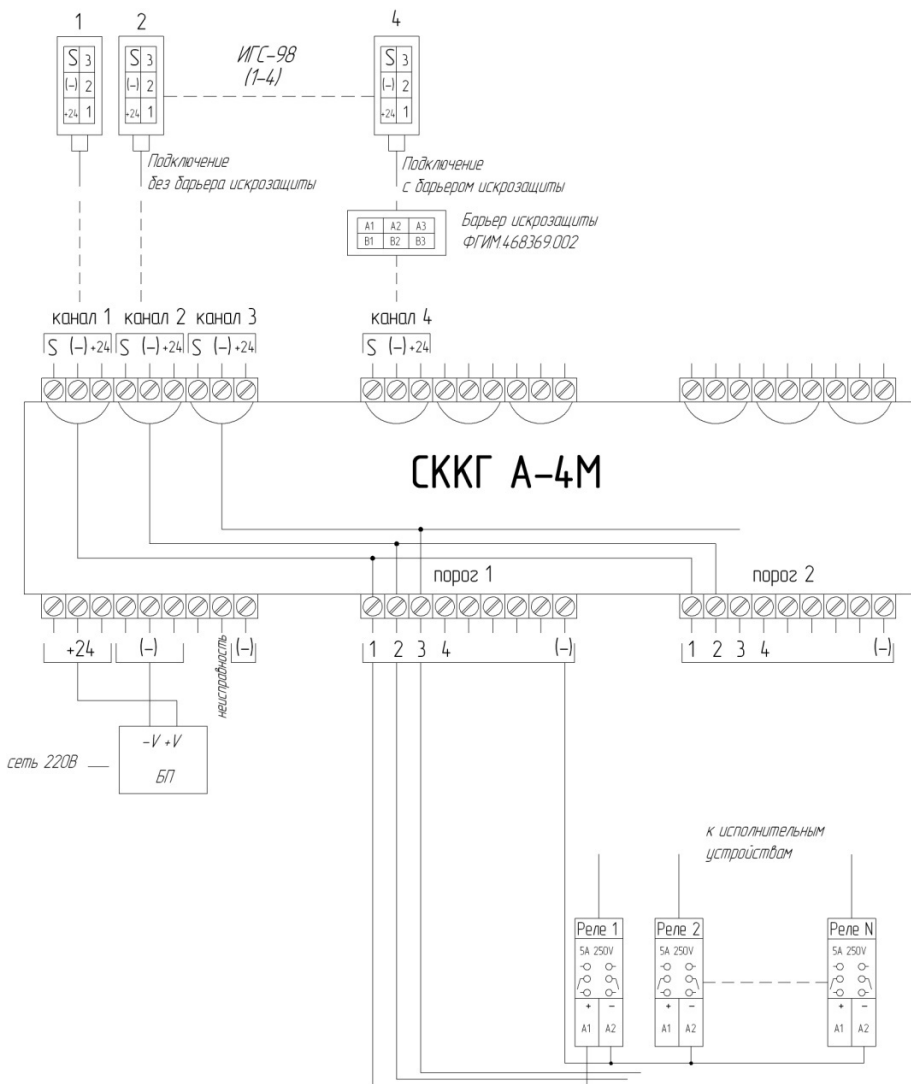 1 2 4
S 3 S 3 S 3
(-) 2 (-) 2 (-) 2
+24 1 +24 1 +24 1
ИГС-98
(1-4)
Подключение
без барьера искрозащиты
Подключение
с барьером искрозащиты
A1 A2 A3
B1 B2 B3
Барьер искрозащиты
ФГИМ.468369.002
канал 1 канал 2 канал 3 канал 4
S (-) +24 S (-) +24 S (-) +24 S (-) +24
СККГ А-4М
порог 1 порог 2
+24 (-) неисправность (-)
1 2 3 4 (-)
1 2 3 4 (-)
-V +V
БП
сеть 220В
к исполнительным
устройствам
Реле 1 Реле 2 Реле N
5A 250V 5A 250V 5A 250V
+ - + - + -
A1 A2 A1 A2 A1 A2